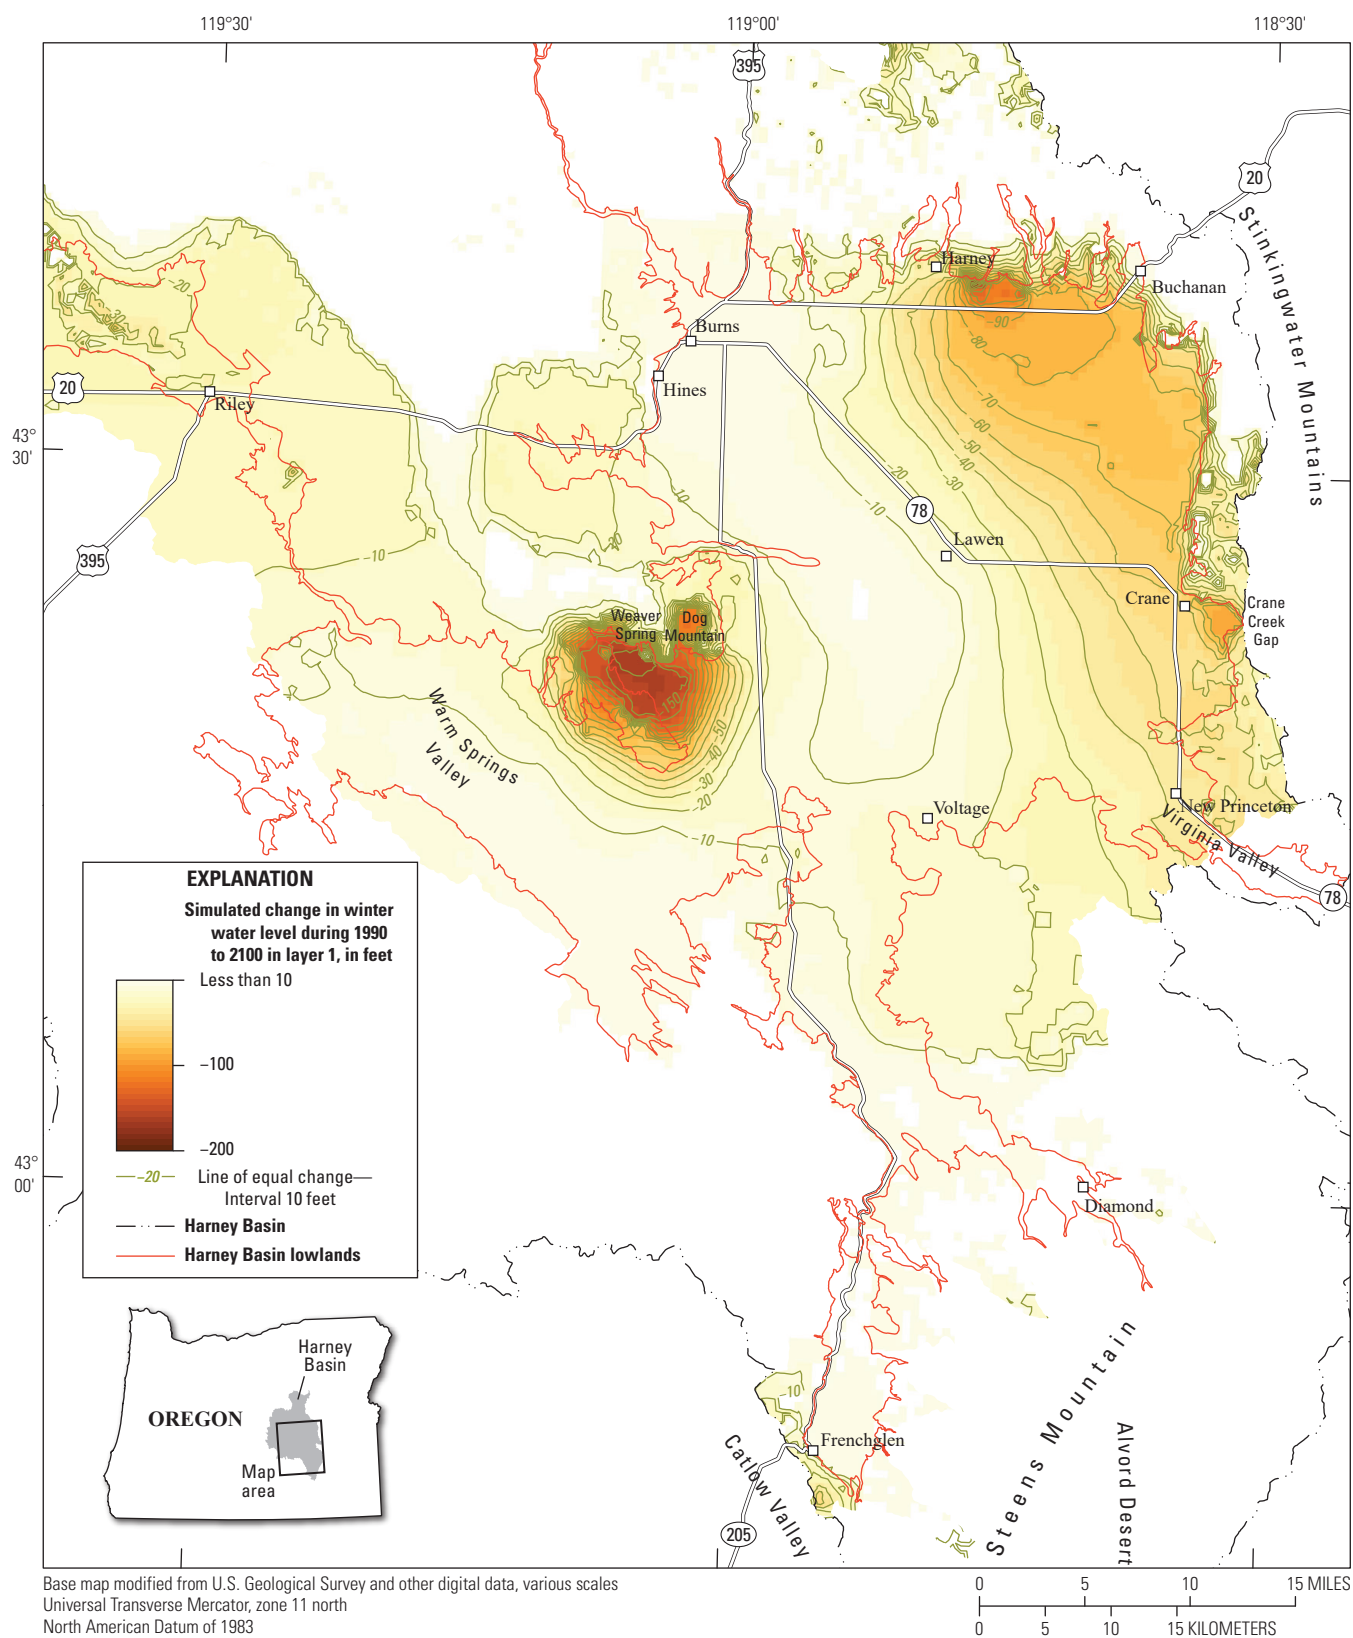 119°30'
119°00'
118°30'
395
20
Stinkingwater Mountains
Harney
Buchanan
-20
-30
-90
-80
Burns
Hines
20
Riley
-70
-60
-50
-40
-30
-20
-10
43°
30'
-10
-20
78
Lawen
395
-10
Crane
Crane
Creek
Gap
Weaver
Spring
Dog
Mountain
-150
-50
-40
-30
-20
-10
Warm Springs
Valley
Voltage
New Princeton
Virginia Valley
78
EXPLANATION
Simulated change in winter
water level during 1990
to 2100 in layer 1, in feet
Less than 10
–100
–200
–20
Line of equal change—
Interval 10 feet
Harney Basin
Harney Basin lowlands
43°
00'
Diamond
Harney
Basin
OREGON
Map
area
-10
Frenchglen
Catlow Valley
Steens Mountain
Alvord Desert
205
Base map modified from U.S. Geological Survey and other digital data, various scales
Universal Transverse Mercator, zone 11 north
North American Datum of 1983
0 5 10 15 MILES
0 5 10 15 KILOMETERS